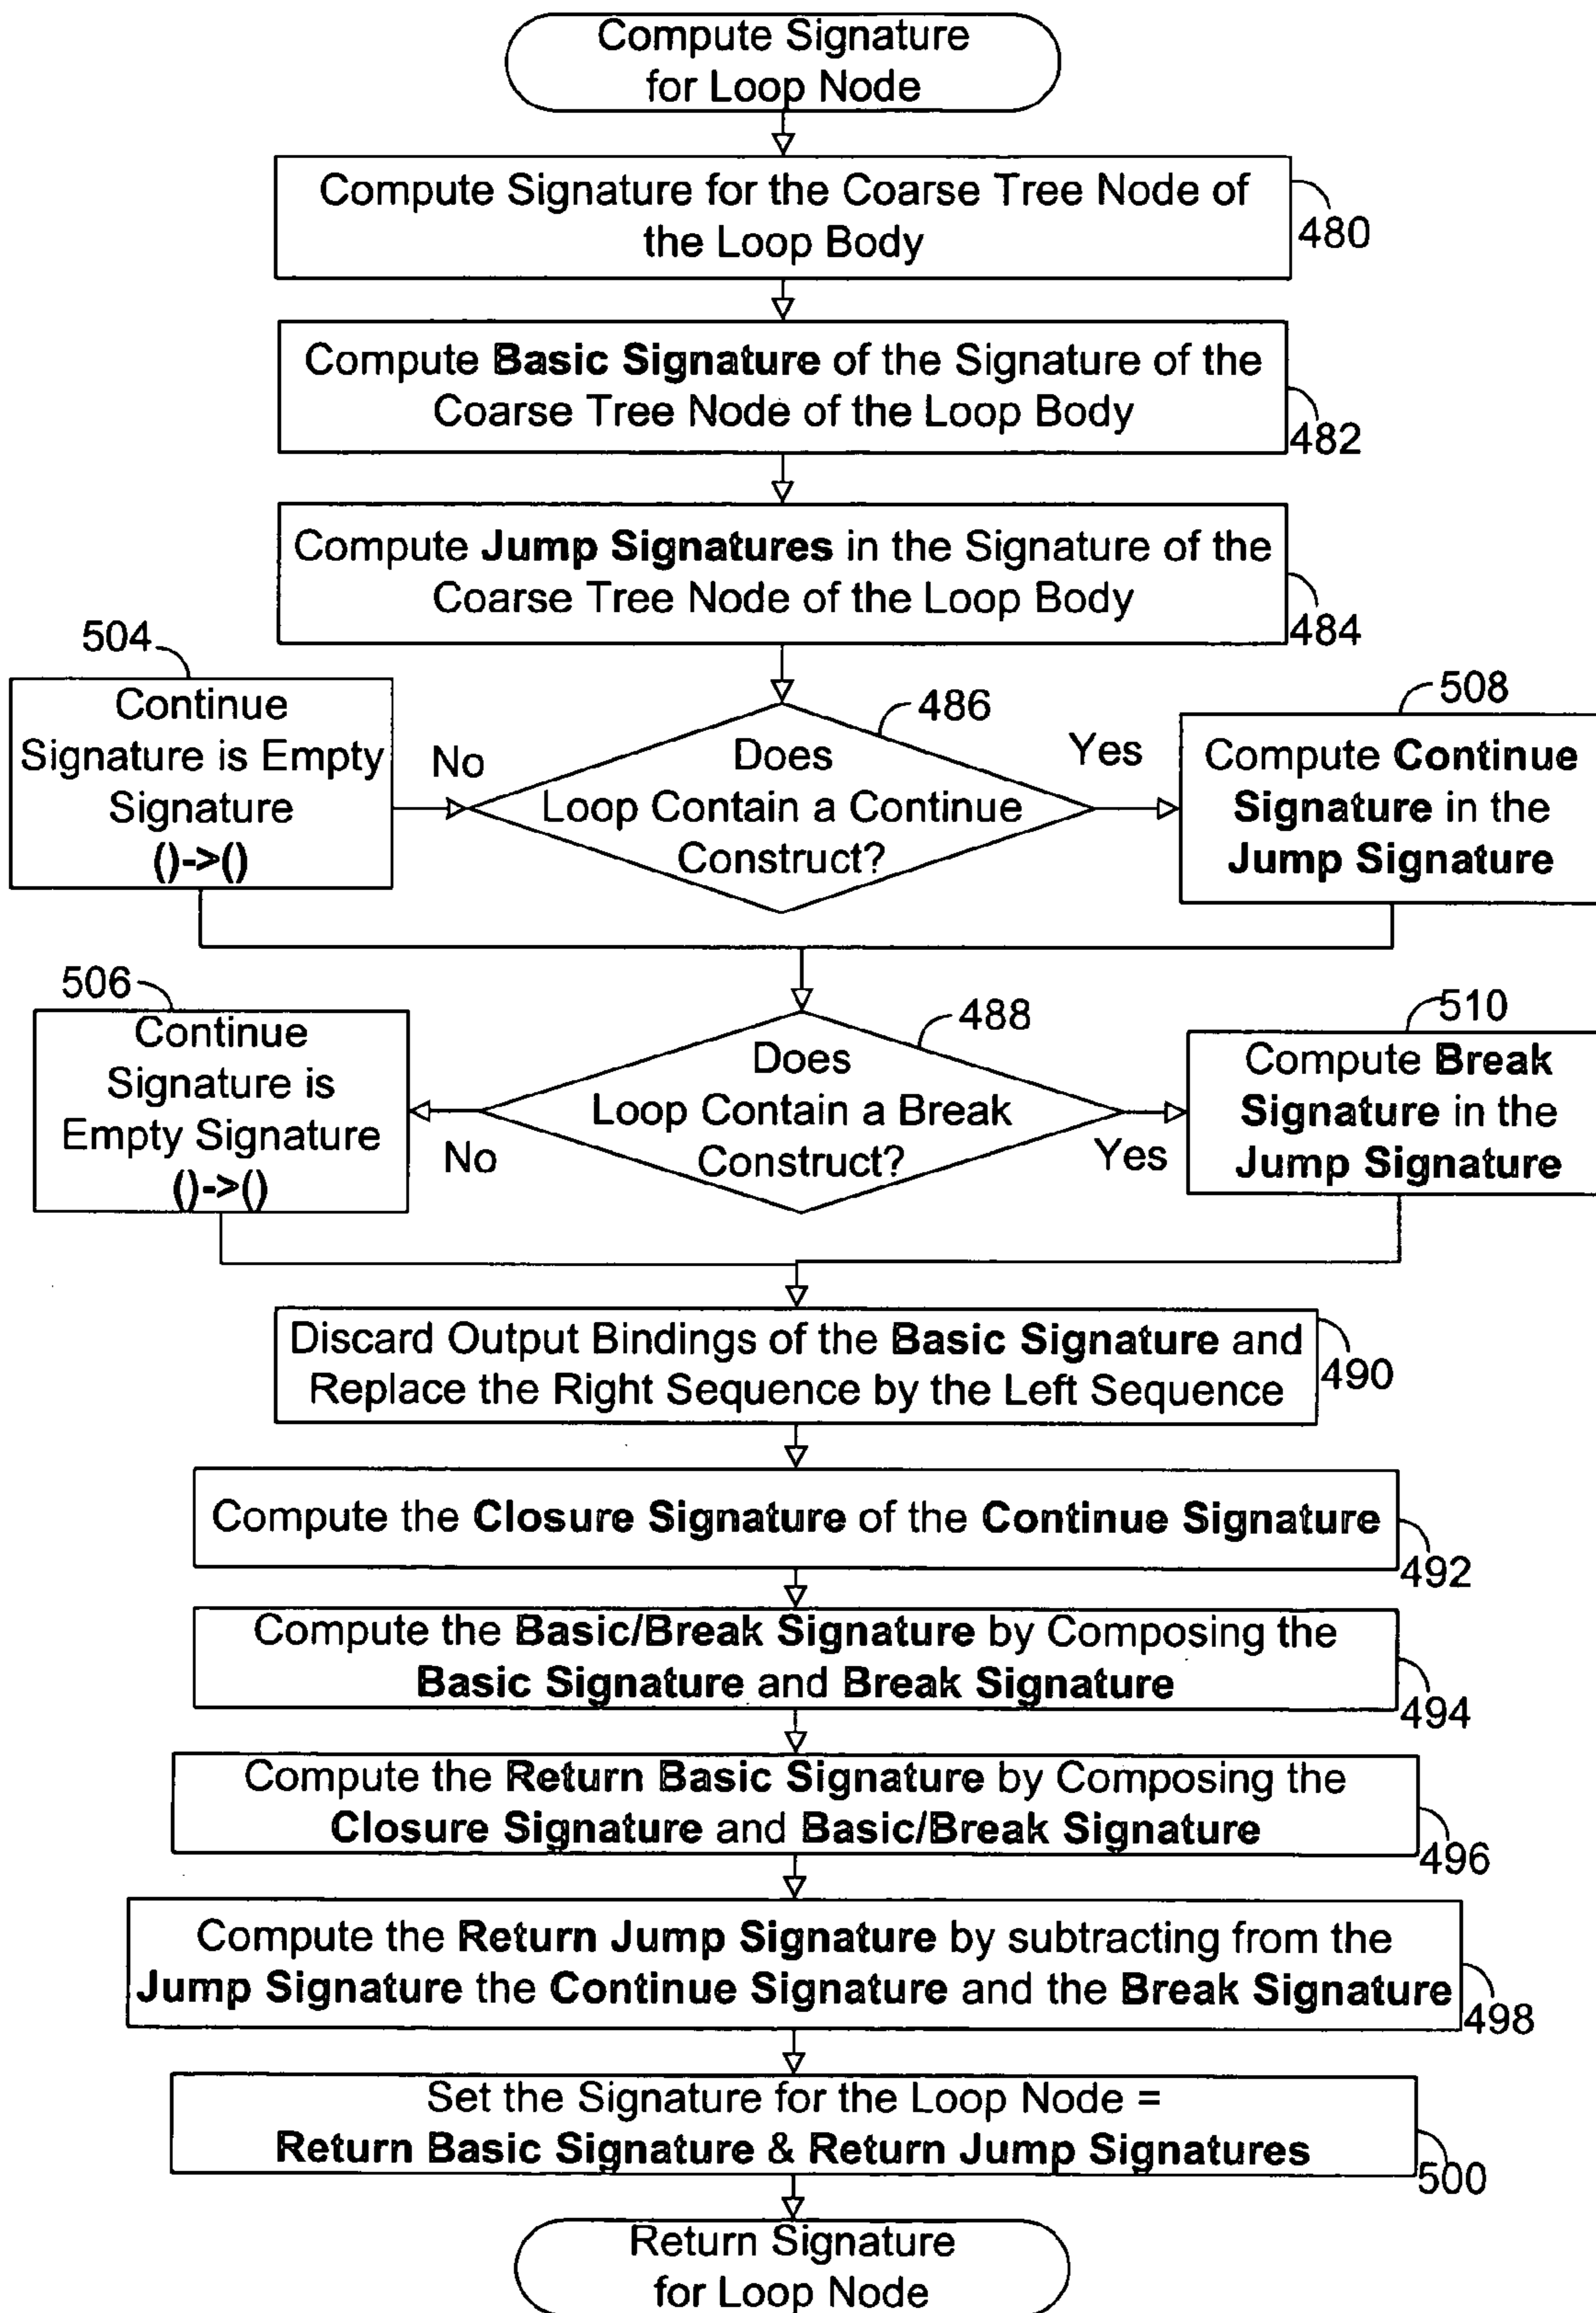 Compute Signature
for Loop Node
Compute Signature for the Coarse Tree Node of
the Loop Body
480
Compute Basic Signature of the Signature of the
Coarse Tree Node of the Loop Body
482
Compute Jump Signatures in the Signature of the
Coarse Tree Node of the Loop Body
484
504
Continue
Signature is Empty
Signature
()->()
No
486
Does
Loop Contain a Continue
Construct?
Yes
508
Compute Continue
Signature in the
Jump Signature
506
Continue
Signature is
Empty Signature
()->()
No
488
Does
Loop Contain a Break
Construct?
Yes
510
Compute Break
Signature in the
Jump Signature
Discard Output Bindings of the Basic Signature and
Replace the Right Sequence by the Left Sequence
490
Compute the Closure Signature of the Continue Signature
492
Compute the Basic/Break Signature by Composing the
Basic Signature and Break Signature
494
Compute the Return Basic Signature by Composing the
Closure Signature and Basic/Break Signature
496
Compute the Return Jump Signature by subtracting from the
Jump Signature the Continue Signature and the Break Signature
498
Set the Signature for the Loop Node =
Return Basic Signature & Return Jump Signatures
500
Return Signature
for Loop Node